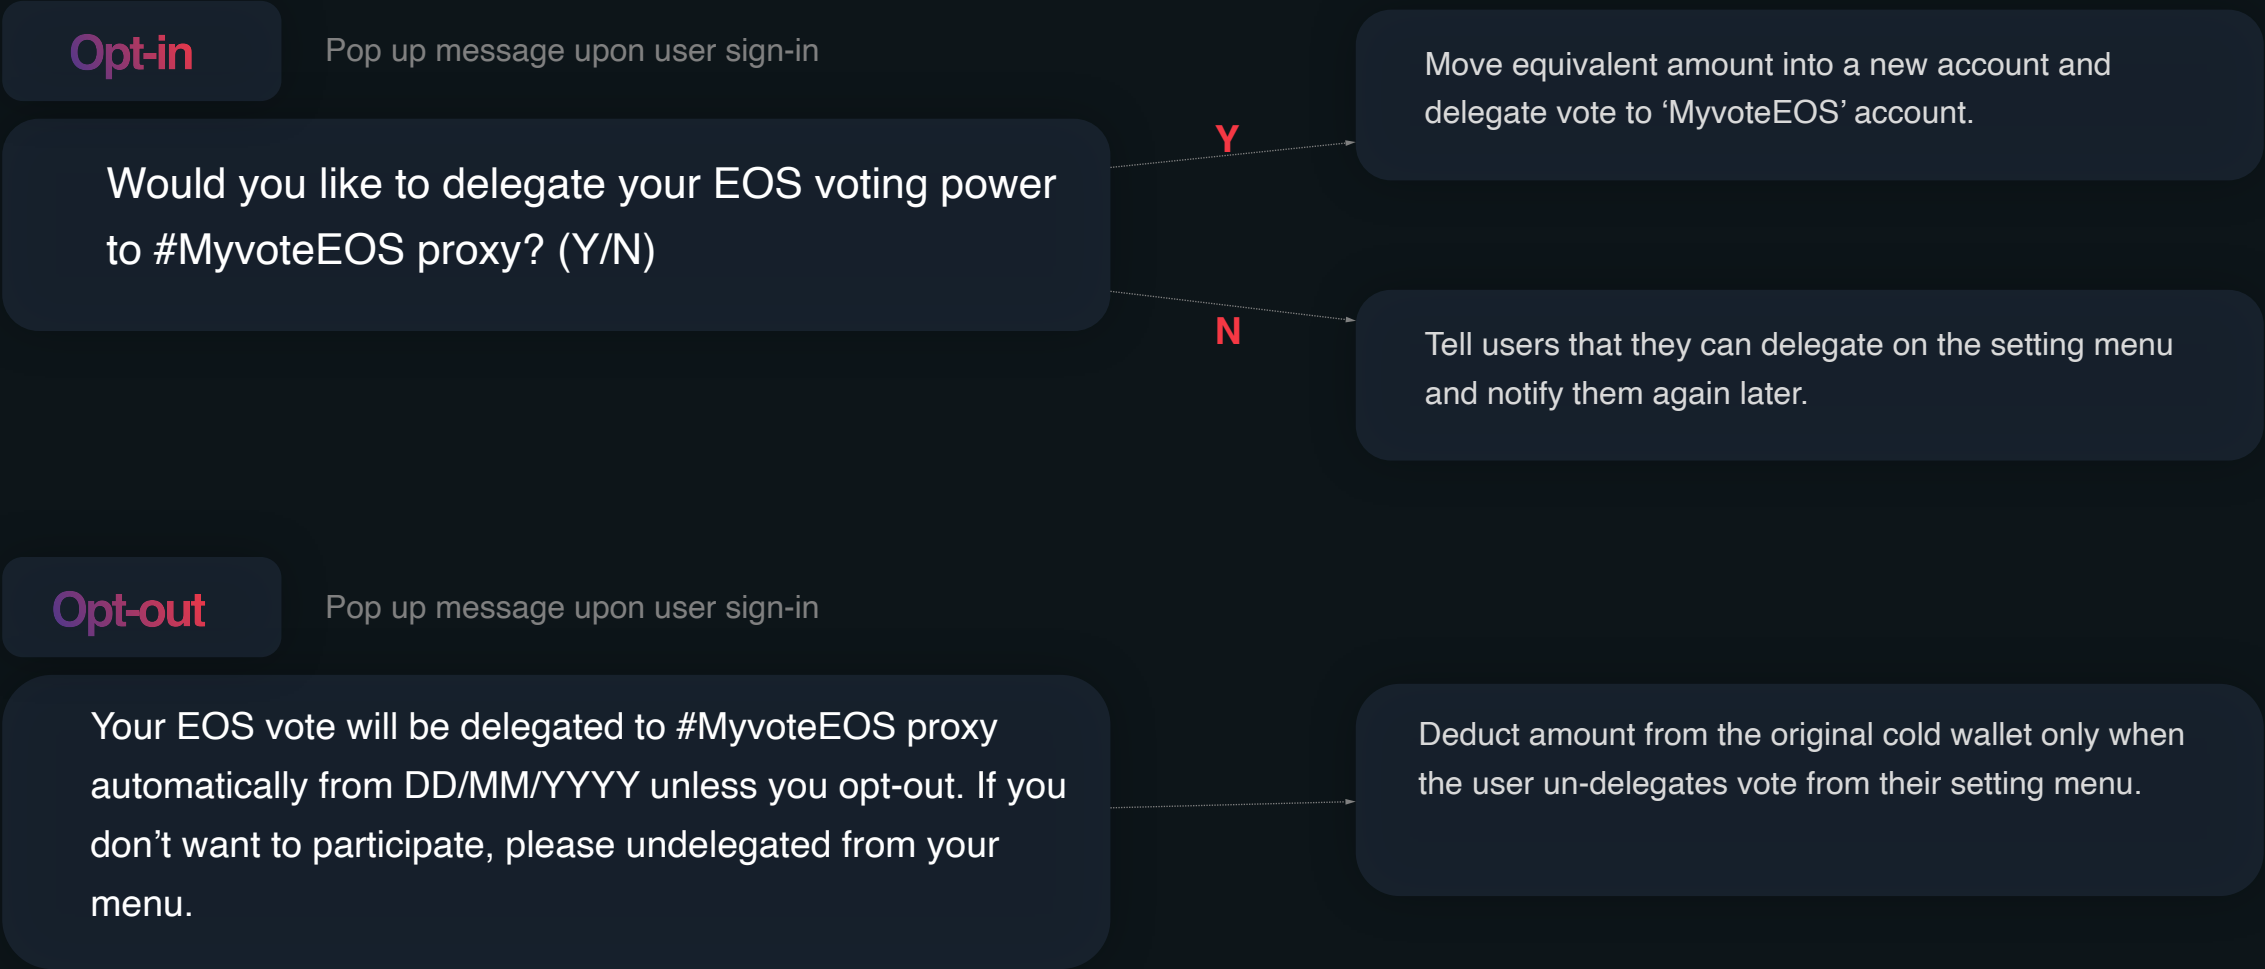 Opt-in
Pop up message upon user sign-in
Would you like to delegate your EOS voting power
to #MyvoteEOS proxy? (Y/N)
Y
Move equivalent amount into a new account and
delegate vote to ‘MyvoteEOS’ account.
N
Tell users that they can delegate on the setting menu
and notify them again later.
Opt-out
Pop up message upon user sign-in
Your EOS vote will be delegated to #MyvoteEOS proxy
automatically from DD/MM/YYYY unless you opt-out. If you
don’t want to participate, please undelegated from your
menu.
Deduct amount from the original cold wallet only when
the user un-delegates vote from their setting menu.